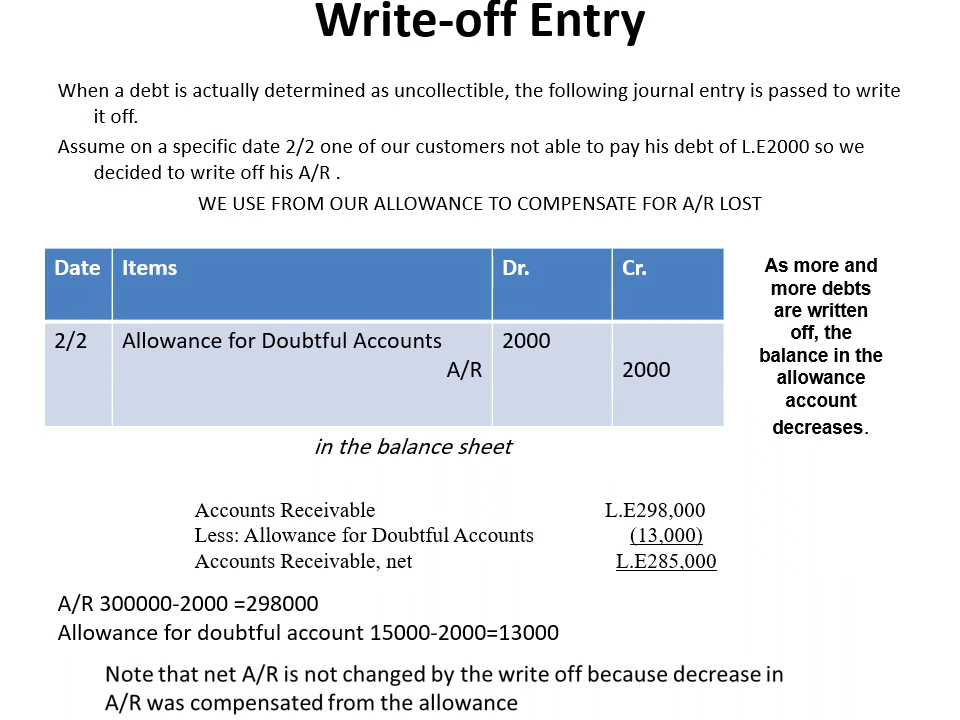 Write-off Entry
When a debt is actually determined as uncollectible, the following journal entry is passed to write
it off.
Assume on a specific date 2/2 one of our customers not able to pay his debt of L.E2000 so we
decided to write off his A/R .
WE USE FROM OUR ALLOWANCE TO COMPENSATE FOR A/R LOST
Date Items Dr. Cr.
2/2 Allowance for Doubtful Accounts 2000
A/R 2000
As more and
more debts
are written
off, the
balance in the
allowance
account
decreases.
in the balance sheet
Accounts Receivable L.E298,000
Less: Allowance for Doubtful Accounts (13,000)
Accounts Receivable, net L.E285,000
A/R 300000-2000 =298000
Allowance for doubtful account 15000-2000=13000
Note that net A/R is not changed by the write off because decrease in
A/R was compensated from the allowance